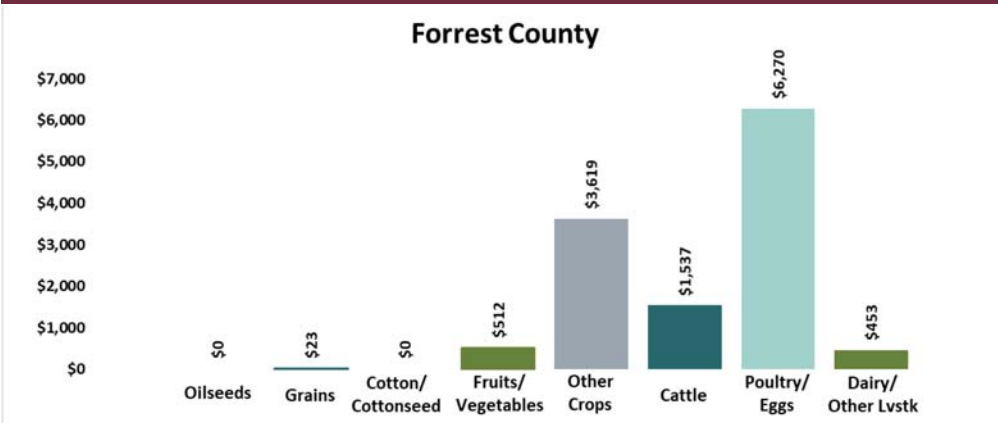 Forrest County
$7,000
$6,000
$5,000
$4,000
$3,000
$2,000
$1,000
$0
$0
$23
$0
$512
$3,619
$1,537
$6,270
$453
Oilseeds
Grains
Cotton/
Cottonseed
Fruits/
Vegetables
Other
Crops
Cattle
Poultry/
Eggs
Dairy/
Other Lvstk